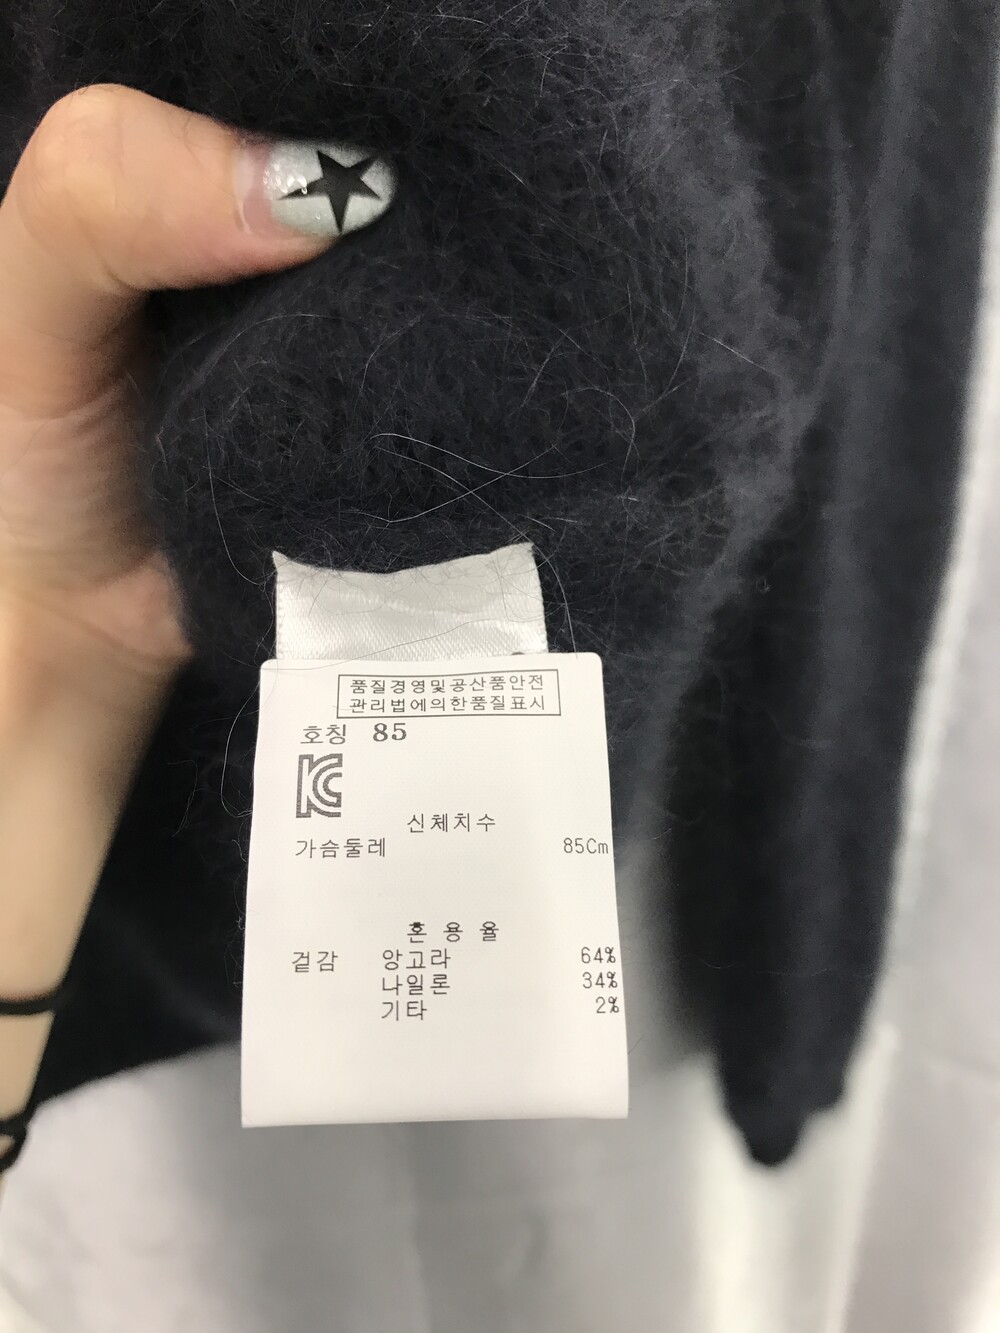 품질경영및공산품안전
관리법에의한품질표시
호칭 85
KC
신체치수
가슴둘레 85Cm
혼 용 율
겉감 앙고라 64%
나일론 34%
기타 2%